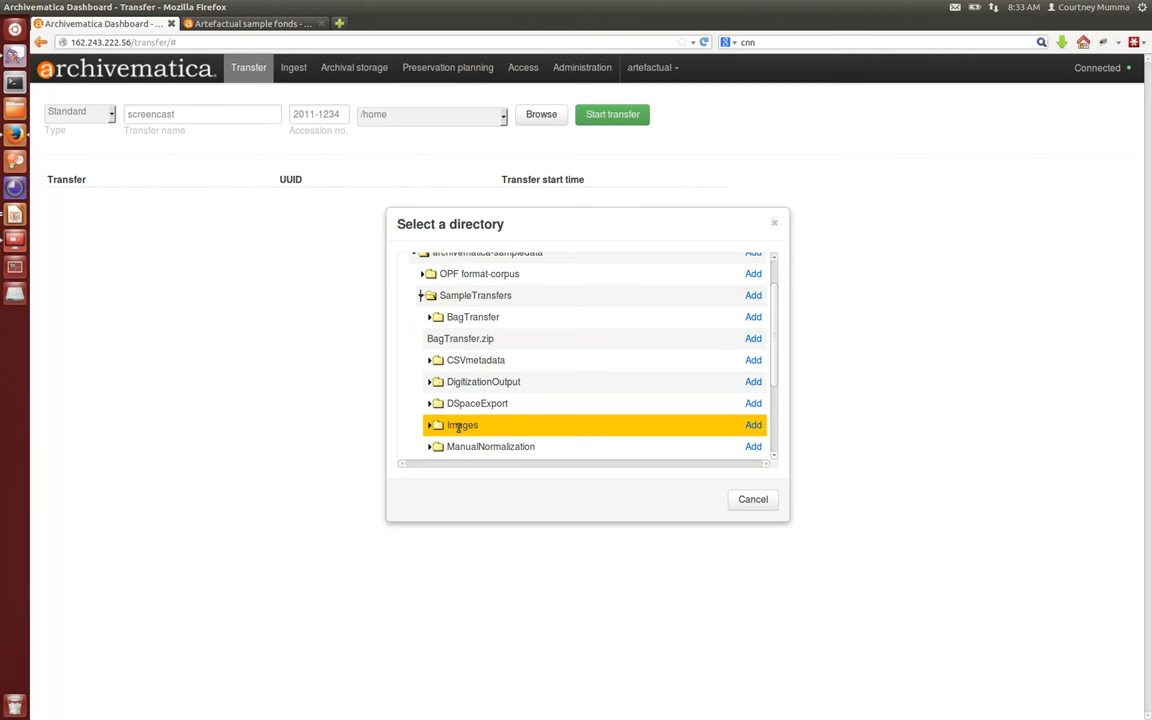 Archivematica Dashboard - Transfer - Mozilla Firefox
8:33 AM Courtney Mumma
Archivematica Dashboard - ...
Artefactual sample fonds - ...
162.243.222.56/transfer/#
cnn
archivematica
Transfer
Ingest
Archival storage
Preservation planning
Access
Administration
artefactual
Connected
Standard
screencast
2011-1234
/home
Browse
Start transfer
Type
Transfer name
Accession no.
Transfer
UUID
Transfer start time
Select a directory
×
archivematica-sampledata Add
OPF format-corpus Add
SampleTransfers Add
BagTransfer Add
BagTransfer.zip Add
CSVmetadata Add
DigitizationOutput Add
DSpaceExport Add
Images Add
ManualNormalization Add
Cancel